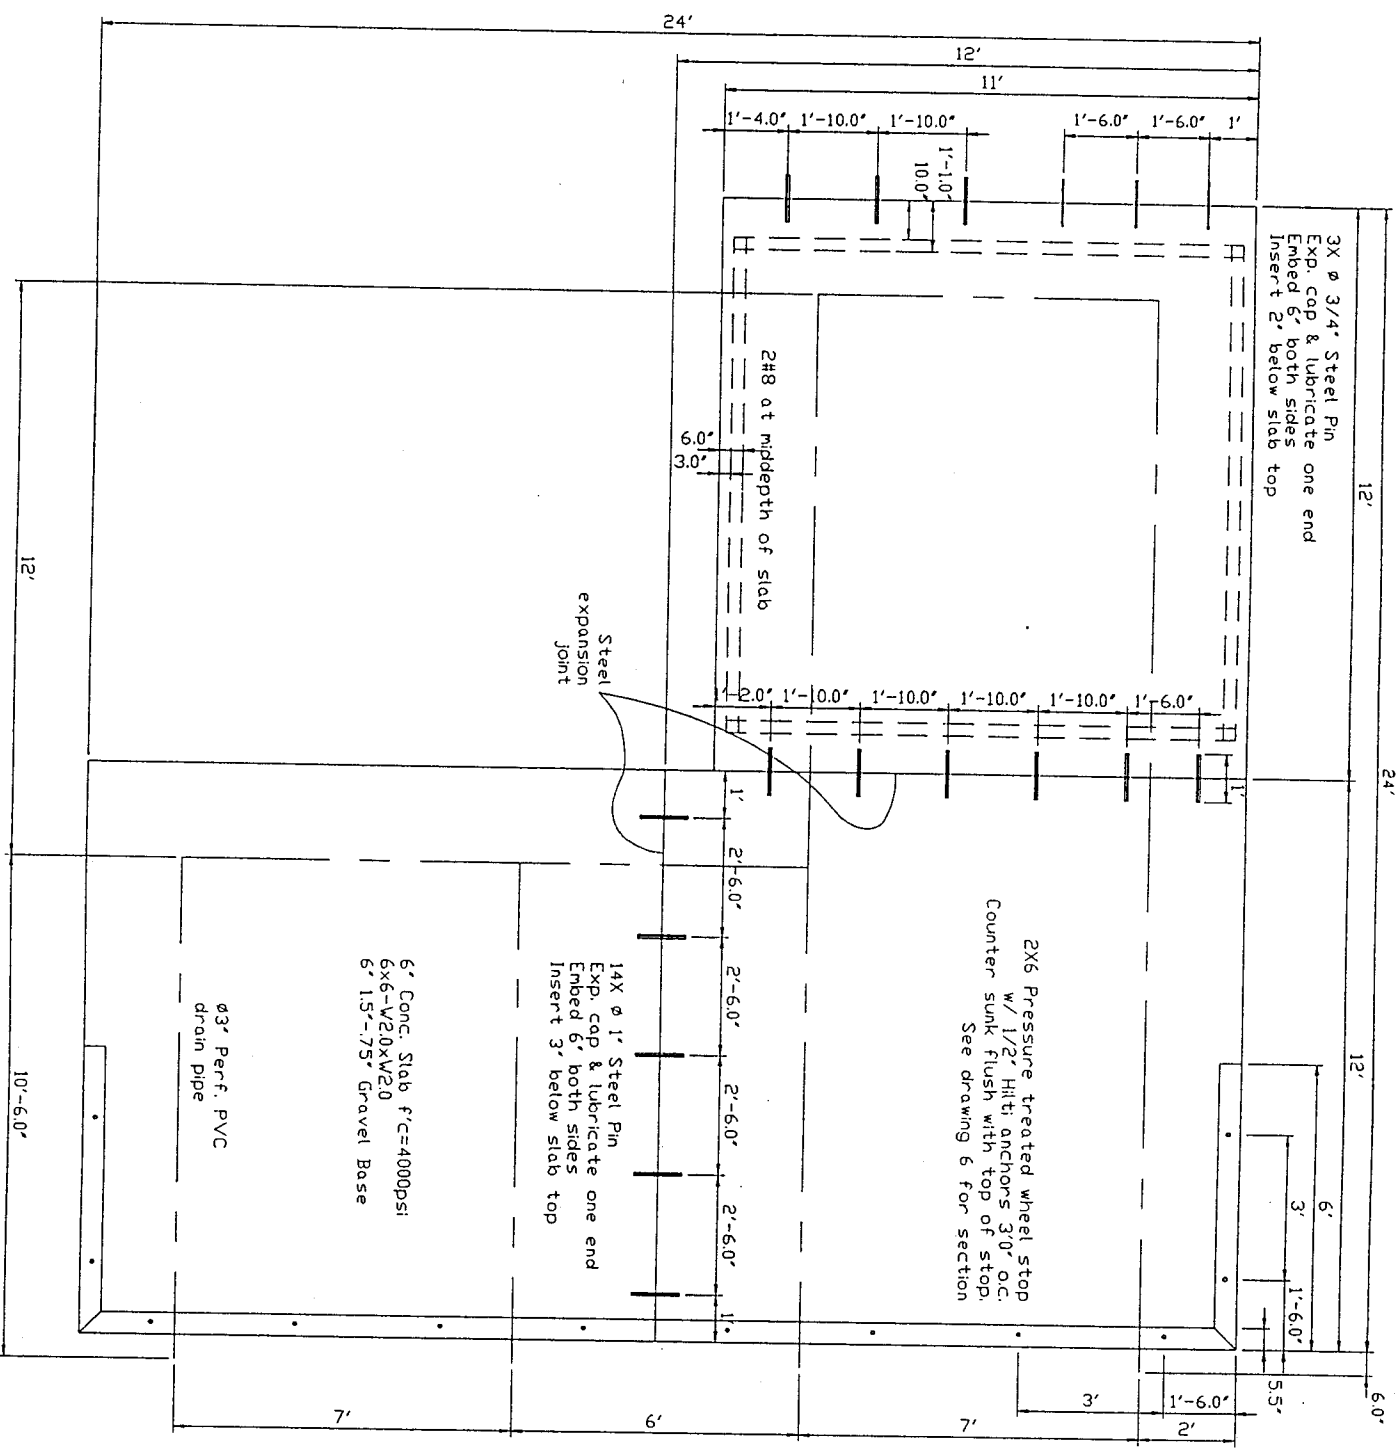 24'
12'
11'
1'-4.0"
1'-10.0"
1'-10.0"
1'-6.0"
1'-6.0"
1'
1'-1.0"
10.0"
3X ø 3/4" Steel Pin
Exp. cap & lubricate one end
Embed 6" both sides
Insert 2" below slab top
12'
24'
12'
2#8 at middepth of slab
6.0"
3.0"
Steel
expansion
joint
1'-2.0"
1'-10.0"
1'-10.0"
1'-10.0"
1'-10.0"
1'-6.0"
1'
12'
10'-6.0"
1'
2'-6.0"
2'-6.0"
2'-6.0"
2'-6.0"
1'
2X6 Pressure treated wheel stop
w/ 1/2" Hilti anchors 3'0" o.c.
Counter sunk flush with top of stop.
See drawing 6 for section
14X ø 1" Steel Pin
Exp. cap & lubricate one end
Embed 6" both sides
Insert 3" below slab top
6" Conc. Slab f'c=4000psi
6x6-W2.0xW2.0
6" 1.5"-.75" Gravel Base
ø3" Perf. PVC
drain pipe
6'
3'
1'-6.0"
5.5"
6.0"
7'
6'
7'
3'
1'-6.0"
2'